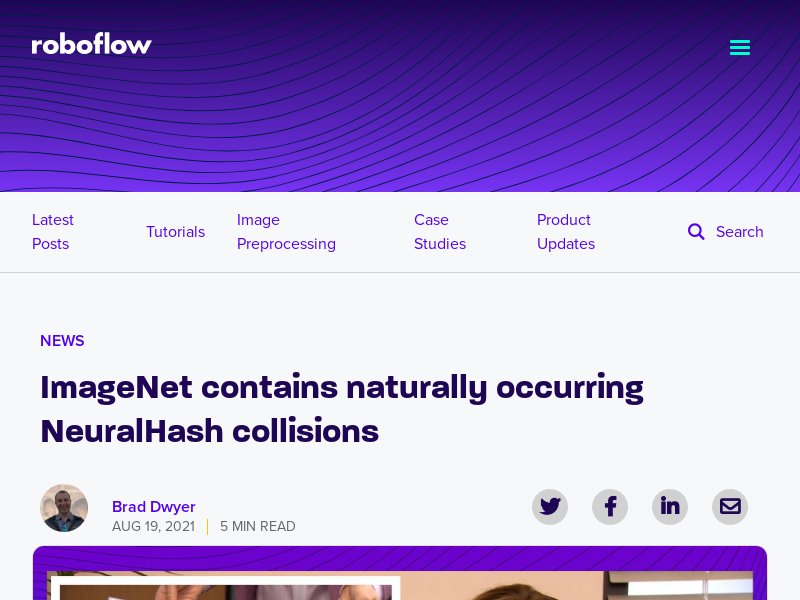 roboflow
Latest
Posts
Tutorials
Image
Preprocessing
Case
Studies
Product
Updates
Search
NEWS
ImageNet contains naturally occurring
NeuralHash collisions
Brad Dwyer
AUG 19, 2021
5 MIN READ